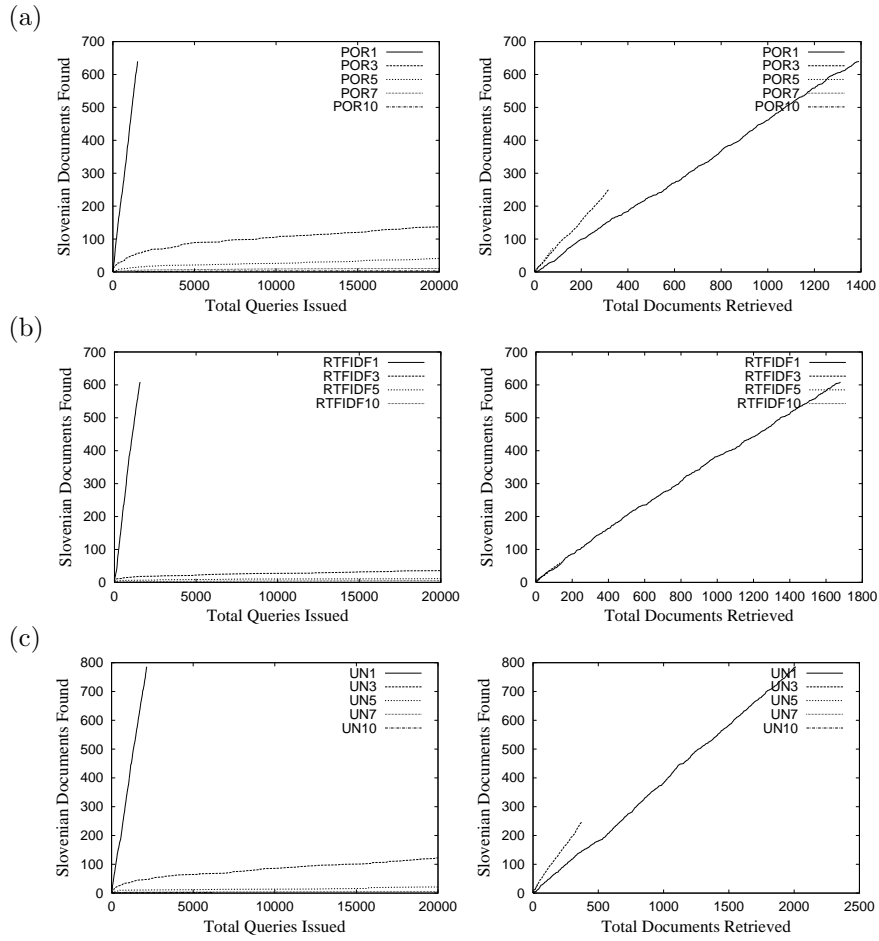 (a)
700
600
500
400
300
200
100
0
Slovenian Documents Found
0 5000 10000 15000 20000
Total Queries Issued
POR1
POR3
POR5
POR7
POR10
700
600
500
400
300
200
100
0
Slovenian Documents Found
0 200 400 600 800 1000 1200 1400
Total Documents Retrieved
POR1
POR3
POR5
POR7
POR10
(b)
700
600
500
400
300
200
100
0
Slovenian Documents Found
0 5000 10000 15000 20000
Total Queries Issued
RTFIDF1
RTFIDF3
RTFIDF5
RTFIDF10
700
600
500
400
300
200
100
0
Slovenian Documents Found
0 200 400 600 800 1000 1200 1400 1600 1800
Total Documents Retrieved
RTFIDF1
RTFIDF3
RTFIDF5
RTFIDF10
(c)
800
700
600
500
400
300
200
100
0
Slovenian Documents Found
0 5000 10000 15000 20000
Total Queries Issued
UN1
UN3
UN5
UN7
UN10
800
700
600
500
400
300
200
100
0
Slovenian Documents Found
0 500 1000 1500 2000 2500
Total Documents Retrieved
UN1
UN3
UN5
UN7
UN10